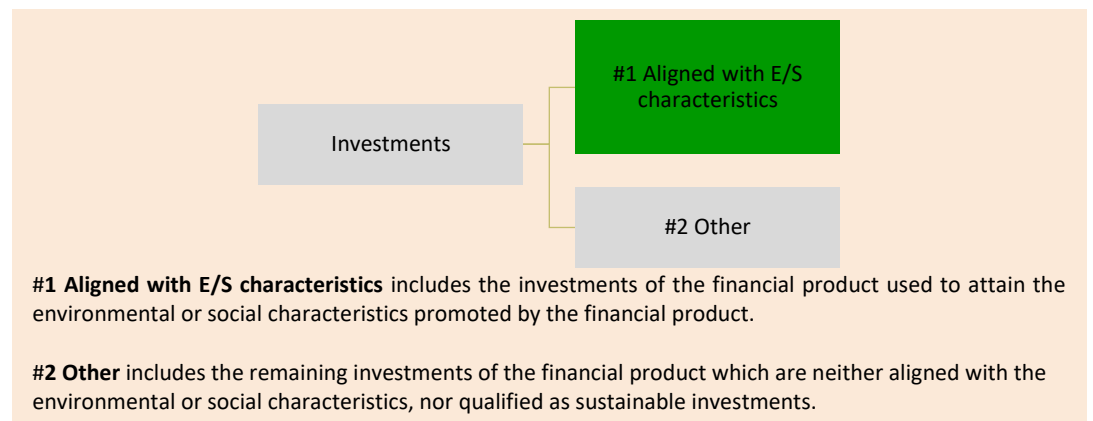 #1 Aligned with E/S
characteristics
Investments
#2 Other
#1 Aligned with E/S characteristics includes the investments of the financial product used to attain the
environmental or social characteristics promoted by the financial product.
#2 Other includes the remaining investments of the financial product which are neither aligned with the
environmental or social characteristics, nor qualified as sustainable investments.